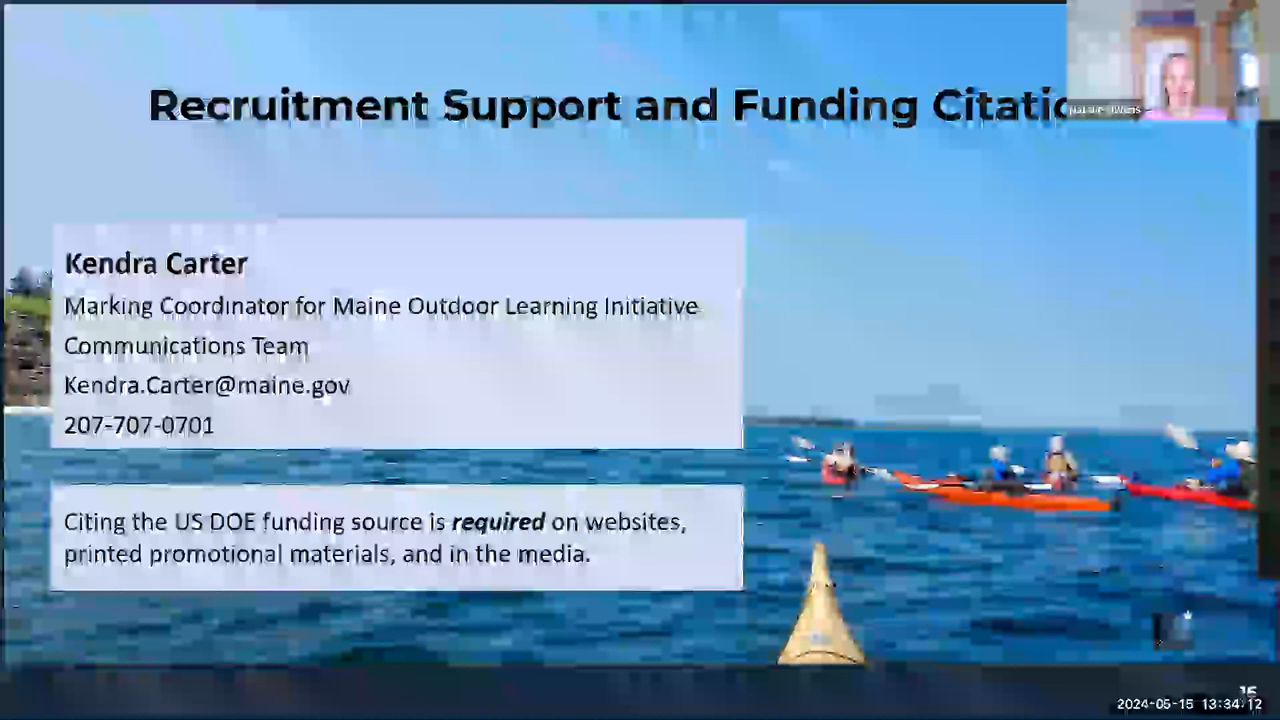 Recruitment Support and Funding Citatio
Kendra Carter
Marking Coordinator for Maine Outdoor Learning Initiative
Communications Team
Kendra.Carter@maine.gov
207-707-0701
Citing the US DOE funding source is required on websites,
printed promotional materials, and in the media.
2024-05-15 13:34:12